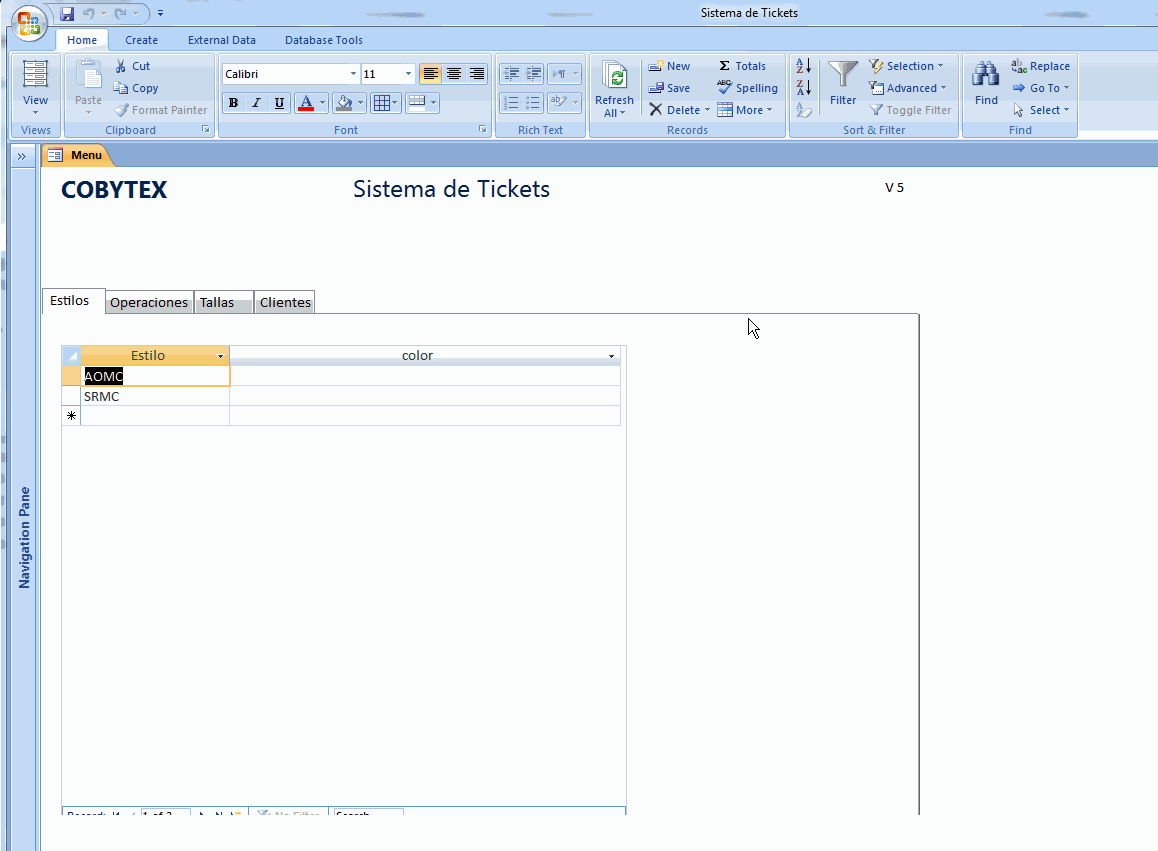 Sistema de Tickets
Home Create External Data Database Tools
View
Views
Paste
Cut
Copy
Format Painter
Clipboard
Calibri 11
B I U A
Font
Rich Text
Refresh
All
New
Save
Delete
Σ Totals
ABC Spelling
More
Records
A
Z
Z
A
A
Z
Filter
Selection
Advanced
Toggle Filter
Sort & Filter
Find
ab
ac
Replace
Go To
Select
Find
Menu
COBYTEX Sistema de Tickets V 5
Estilos Operaciones Tallas Clientes
Estilo color
AOMC
SRMC
Navigation Pane
Record: 1 of 2 No Filter Search